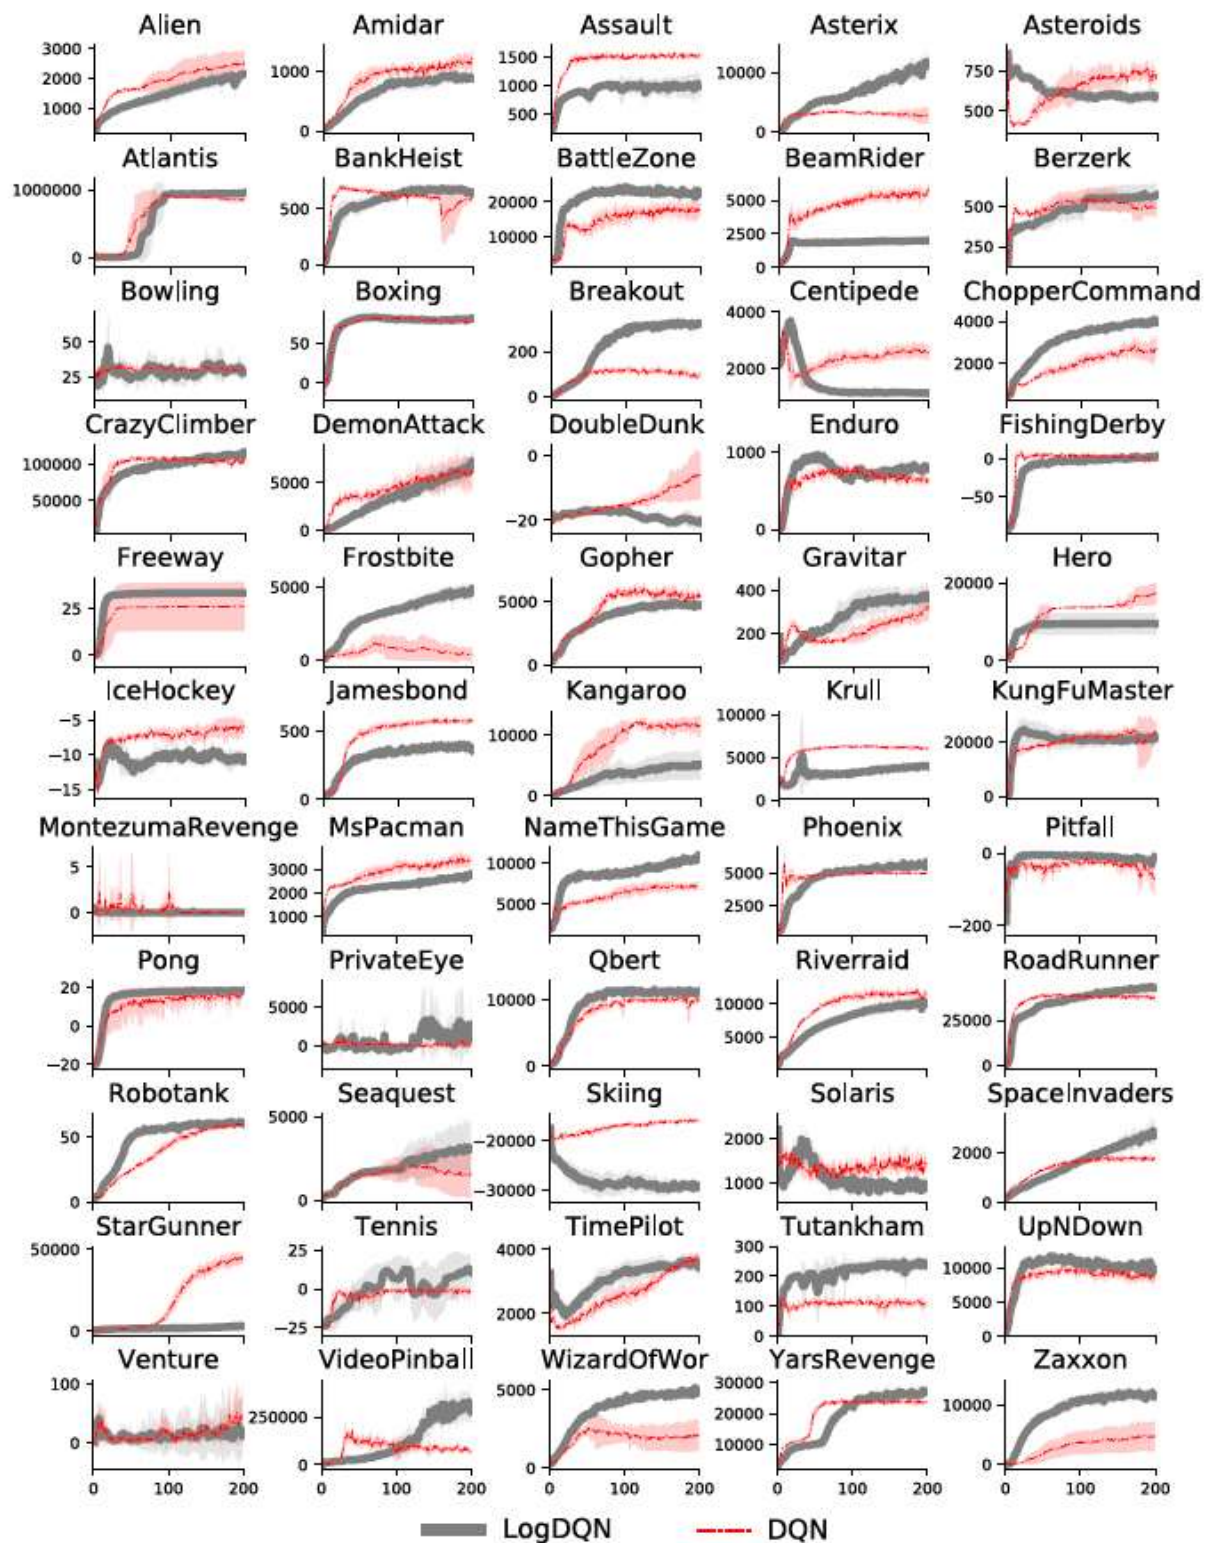 Alien Amidar Assault Asterix Asteroids
3000 2000 1000
1000 0
1500 1000 500
10000 0
750 500
Atlantis BankHeist BattleZone BeamRider Berzerk
1000000 0
500 0
20000 10000
5000 2500 0
500 250
Bowling Boxing Breakout Centipede ChopperCommand
50 25
50 0
200 0
4000 2000
4000 2000
CrazyClimber DemonAttack DoubleDunk Enduro FishingDerby
100000 50000
5000 0
0 −20
1000 0
0 −50
Freeway Frostbite Gopher Gravitar Hero
25 0
5000 0
5000 0
400 200
20000 10000 0
IceHockey Jamesbond Kangaroo Krull KungFuMaster
−5 −10 −15
500 0
10000 0
10000 5000 0
20000 0
MontezumaRevenge MsPacman NameThisGame Phoenix Pitfall
5 0
3000 2000 1000
10000 5000
5000 2500
0 −200
Pong PrivateEye Qbert Riverraid RoadRunner
20 0 −20
5000 0
10000 0
10000 5000
25000 0
Robotank Seaquest Skiing Solaris SpaceInvaders
50 0
5000 0
−20000 −30000
2000 1000
2000 0
StarGunner Tennis TimePilot Tutankham UpNDown
50000 0
25 0 −25
4000 2000
300 200 100 0
10000 5000 0
Venture VideoPinball WizardOfWor YarsRevenge Zaxxon
100 0
250000 0
5000 0
30000 20000 10000
10000 0
0 100 200 0 100 200 0 100 200 0 100 200 0 100 200
LogDQN DQN